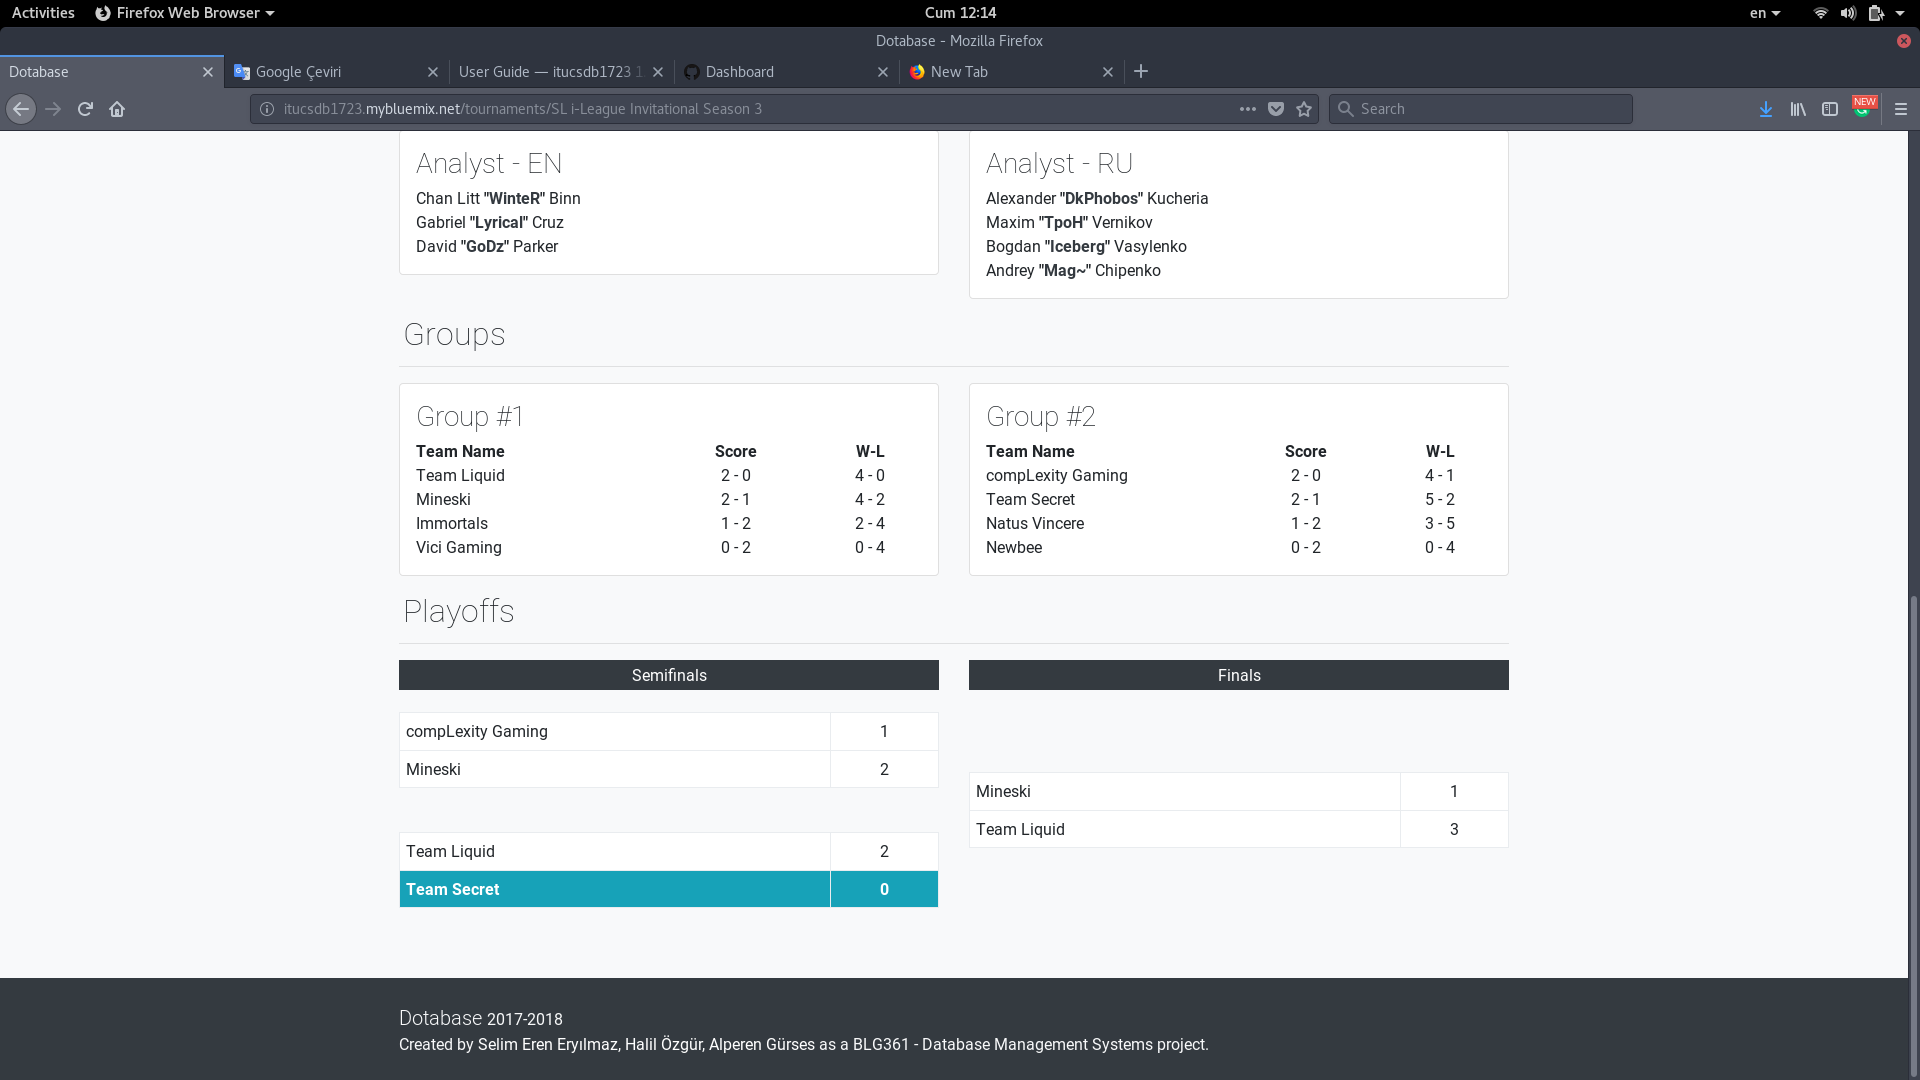 Activities Firefox Web Browser Cum 12:14 en
Dotabase - Mozilla Firefox
Dotabase Google Çeviri User Guide — itucsdb1723 1 Dashboard New Tab
itucsdb1723.mybluemix.net/tournaments/SL i-League Invitational Season 3 Search NEW
Analyst - EN
Chan Litt "WinteR" Binn
Gabriel "Lyrical" Cruz
David "GoDz" Parker
Analyst - RU
Alexander "DkPhobos" Kucheria
Maxim "TpoH" Vernikov
Bogdan "Iceberg" Vasylenko
Andrey "Mag~" Chipenko
Groups
Group #1
Team Name Score W-L
Team Liquid 2 - 0 4 - 0
Mineski 2 - 1 4 - 2
Immortals 1 - 2 2 - 4
Vici Gaming 0 - 2 0 - 4
Group #2
Team Name Score W-L
compLexity Gaming 2 - 0 4 - 1
Team Secret 2 - 1 5 - 2
Natus Vincere 1 - 2 3 - 5
Newbee 0 - 2 0 - 4
Playoffs
Semifinals
compLexity Gaming 1
Mineski 2
Team Liquid 2
Team Secret 0
Finals
Mineski 1
Team Liquid 3
Dotabase 2017-2018
Created by Selim Eren Eryılmaz, Halil Özgür, Alperen Gürses as a BLG361 - Database Management Systems project.